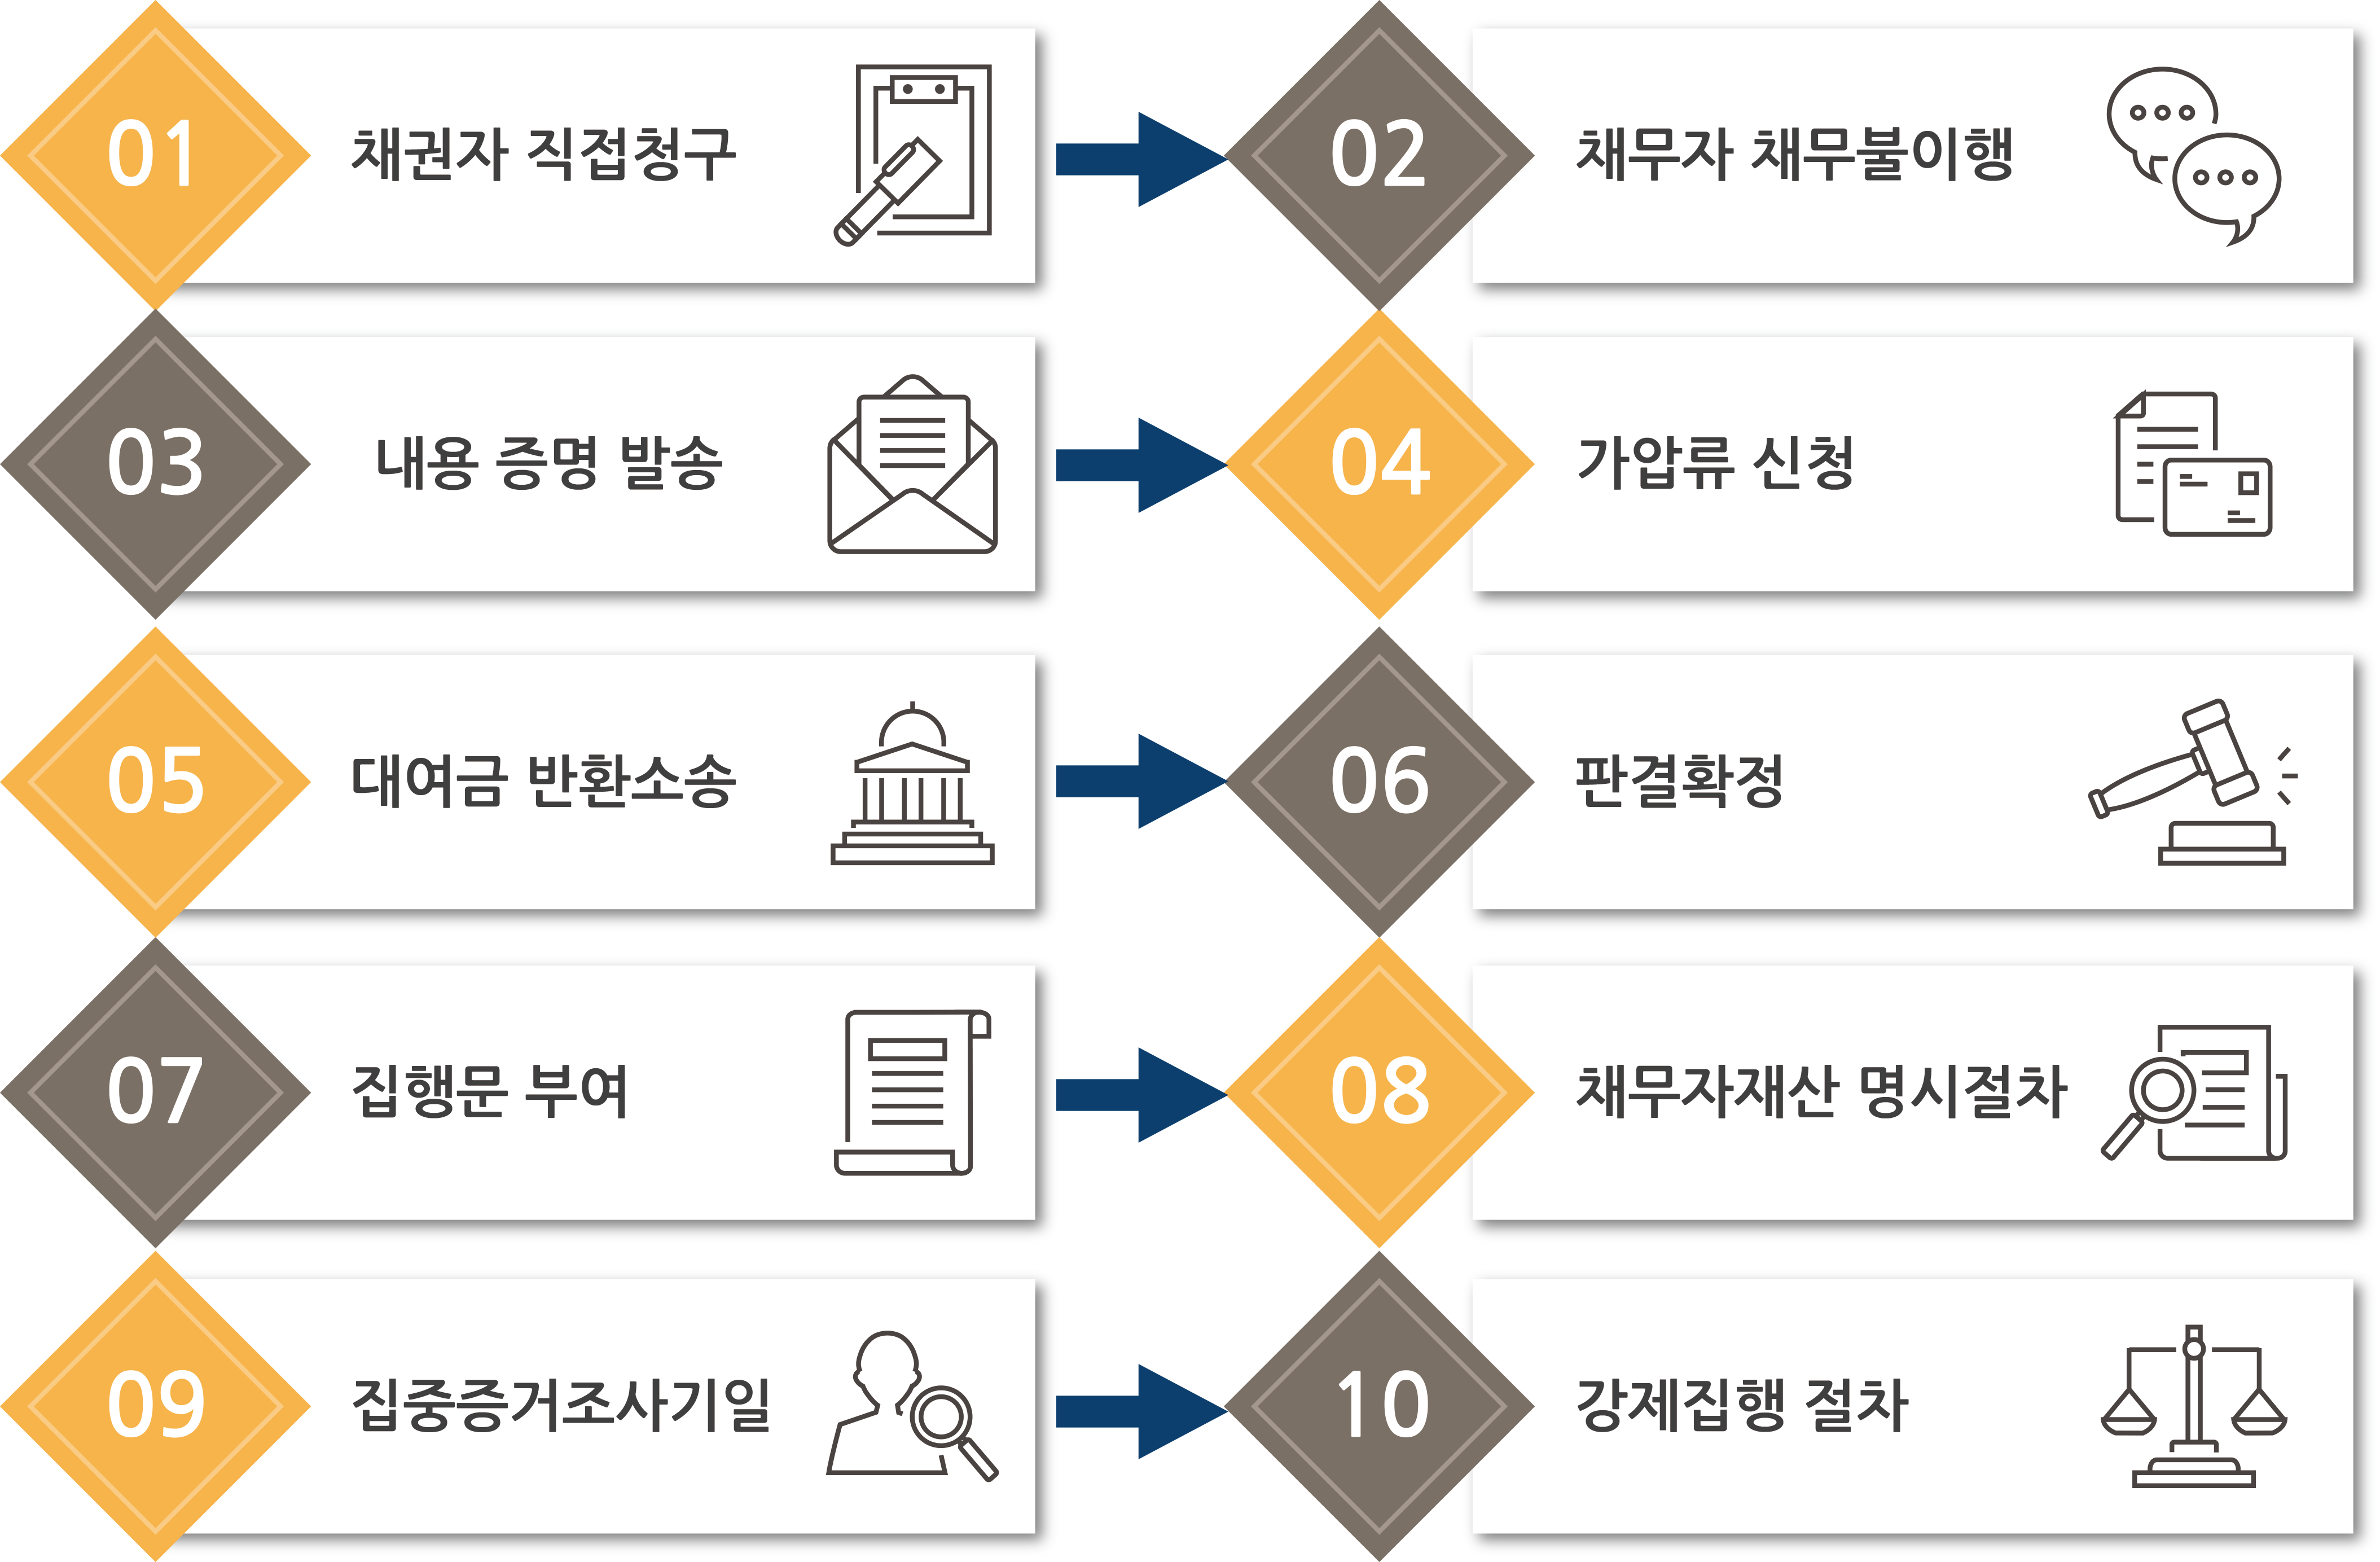 01
채권자 직접청구
02
채무자 채무불이행
03
내용 증명 발송
04
가압류 신청
05
대여금 반환소송
06
판결확정
07
집행문 부여
08
채무자재산 명시절차
09
집중증거조사기일
10
강제집행 절차